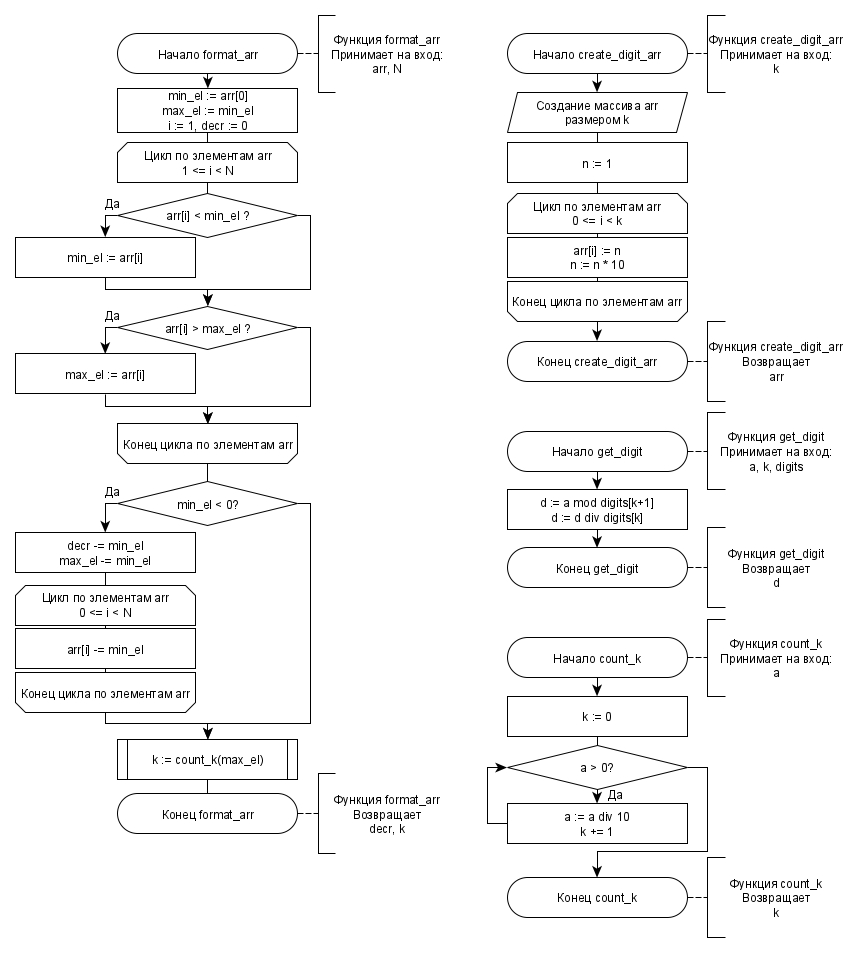 Начало format_arr
Функция format_arr
Принимает на вход:
arr, N
min_el := arr[0]
max_el := min_el
i := 1, decr := 0
Цикл по элементам arr
1 <= i < N
Да
arr[i] < min_el ?
min_el := arr[i]
Да
arr[i] > max_el ?
max_el := arr[i]
Конец цикла по элементам arr
Да
min_el < 0?
decr -= min_el
max_el -= min_el
Цикл по элементам arr
0 <= i < N
arr[i] -= min_el
Конец цикла по элементам arr
k := count_k(max_el)
Конец format_arr
Функция format_arr
Возвращает
decr, k
Начало create_digit_arr
Функция create_digit_arr
Принимает на вход:
k
Создание массива arr
размером k
n := 1
Цикл по элементам arr
0 <= i < k
arr[i] := n
n := n * 10
Конец цикла по элементам arr
Конец create_digit_arr
Функция create_digit_arr
Возвращает
arr
Начало get_digit
Функция get_digit
Принимает на вход:
a, k, digits
d := a mod digits[k+1]
d := d div digits[k]
Конец get_digit
Функция get_digit
Возвращает
d
Начало count_k
Функция count_k
Принимает на вход:
a
k := 0
a > 0?
Да
a := a div 10
k += 1
Конец count_k
Функция count_k
Возвращает
k